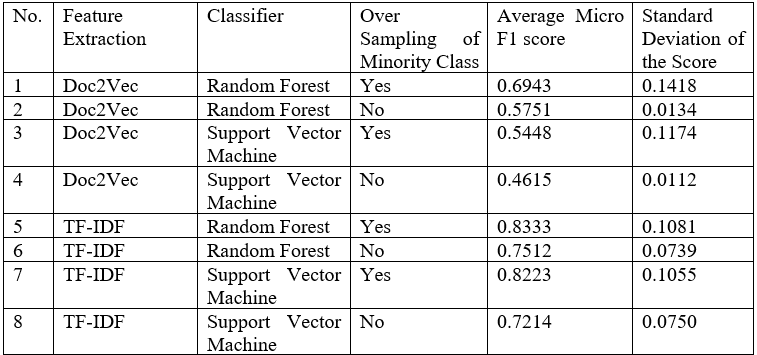 No. Feature Extraction Classifier Over Sampling of Minority Class Average Micro F1 score Standard Deviation of the Score
1 Doc2Vec Random Forest Yes 0.6943 0.1418
2 Doc2Vec Random Forest No 0.5751 0.0134
3 Doc2Vec Support Vector Machine Yes 0.5448 0.1174
4 Doc2Vec Support Vector Machine No 0.4615 0.0112
5 TF-IDF Random Forest Yes 0.8333 0.1081
6 TF-IDF Random Forest No 0.7512 0.0739
7 TF-IDF Support Vector Machine Yes 0.8223 0.1055
8 TF-IDF Support Vector Machine No 0.7214 0.0750